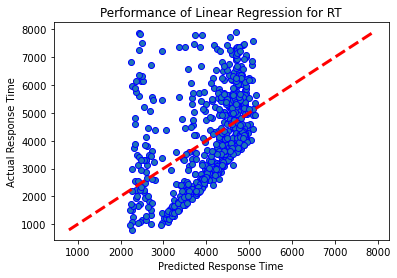 Performance of Linear Regression for RT
Actual Response Time
8000
7000
6000
5000
4000
3000
2000
1000
1000 2000 3000 4000 5000 6000 7000 8000
Predicted Response Time